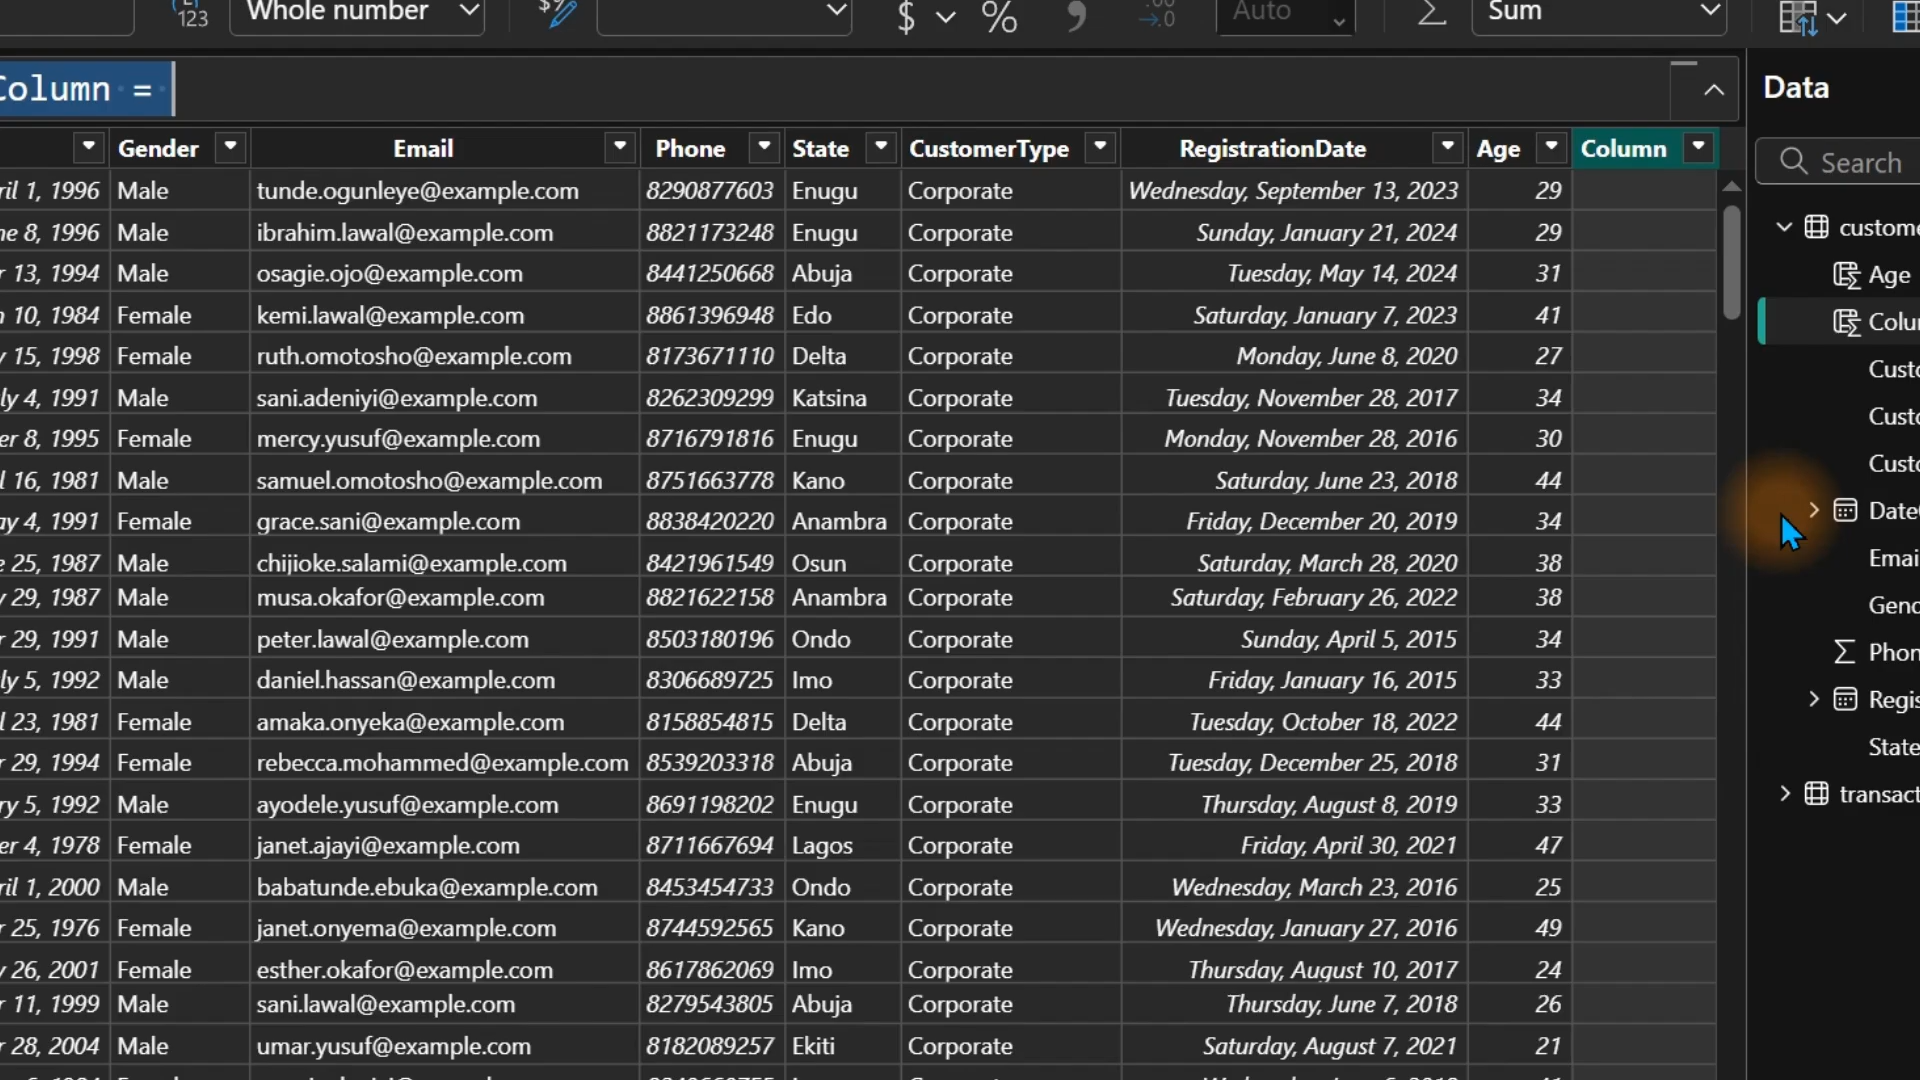 123 Whole number $ % Auto Sum
Column =
Data
Gender Email Phone State CustomerType RegistrationDate Age Column
Search
ril 1, 1996 Male tunde.ogunleye@example.com 8290877603 Enugu Corporate Wednesday, September 13, 2023 29
ne 8, 1996 Male ibrahim.lawal@example.com 8821173248 Enugu Corporate Sunday, January 21, 2024 29
r 13, 1994 Male osagie.ojo@example.com 8441250668 Abuja Corporate Tuesday, May 14, 2024 31
h 10, 1984 Female kemi.lawal@example.com 8861396948 Edo Corporate Saturday, January 7, 2023 41
y 15, 1998 Female ruth.omotosho@example.com 8173671110 Delta Corporate Monday, June 8, 2020 27
ly 4, 1991 Male sani.adeniyi@example.com 8262309299 Katsina Corporate Tuesday, November 28, 2017 34
er 8, 1995 Female mercy.yusuf@example.com 8716791816 Enugu Corporate Monday, November 28, 2016 30
il 16, 1981 Male samuel.omotosho@example.com 8751663778 Kano Corporate Saturday, June 23, 2018 44
ay 4, 1991 Female grace.sani@example.com 8838420220 Anambra Corporate Friday, December 20, 2019 34
e 25, 1987 Male chijioke.salami@example.com 8421961549 Osun Corporate Saturday, March 28, 2020 38
y 29, 1987 Male musa.okafor@example.com 8821622158 Anambra Corporate Saturday, February 26, 2022 38
r 29, 1991 Male peter.lawal@example.com 8503180196 Ondo Corporate Sunday, April 5, 2015 34
ly 5, 1992 Male daniel.hassan@example.com 8306689725 Imo Corporate Friday, January 16, 2015 33
l 23, 1981 Female amaka.onyeka@example.com 8158854815 Delta Corporate Tuesday, October 18, 2022 44
r 29, 1994 Female rebecca.mohammed@example.com 8539203318 Abuja Corporate Tuesday, December 25, 2018 31
ry 5, 1992 Male ayodele.yusuf@example.com 8691198202 Enugu Corporate Thursday, August 8, 2019 33
er 4, 1978 Female janet.ajayi@example.com 8711667694 Lagos Corporate Friday, April 30, 2021 47
ril 1, 2000 Male babatunde.ebuka@example.com 8453454733 Ondo Corporate Wednesday, March 23, 2016 25
r 25, 1976 Female janet.onyema@example.com 8744592565 Kano Corporate Wednesday, January 27, 2016 49
y 26, 2001 Female esther.okafor@example.com 8617862069 Imo Corporate Thursday, August 10, 2017 24
r 11, 1999 Male sani.lawal@example.com 8279543805 Abuja Corporate Thursday, June 7, 2018 26
r 28, 2004 Male umar.yusuf@example.com 8182089257 Ekiti Corporate Saturday, August 7, 2021 21
custome
Age
Colu
Custo
Custo
Custo
Date
Emai
Gend
Phon
Regis
State
transact